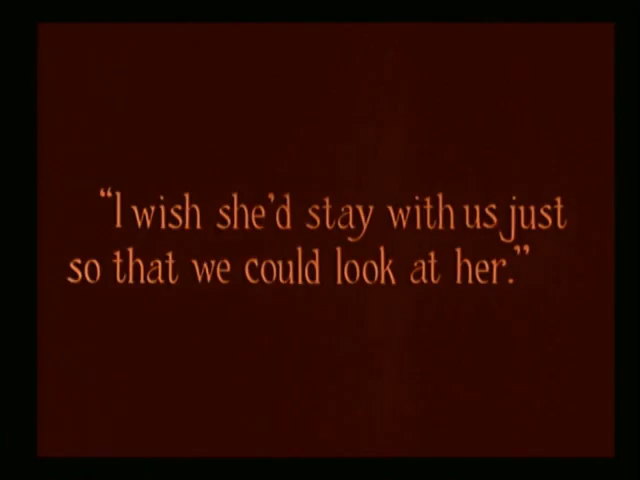 “I wish she’d stay with us just
so that we could look at her.”